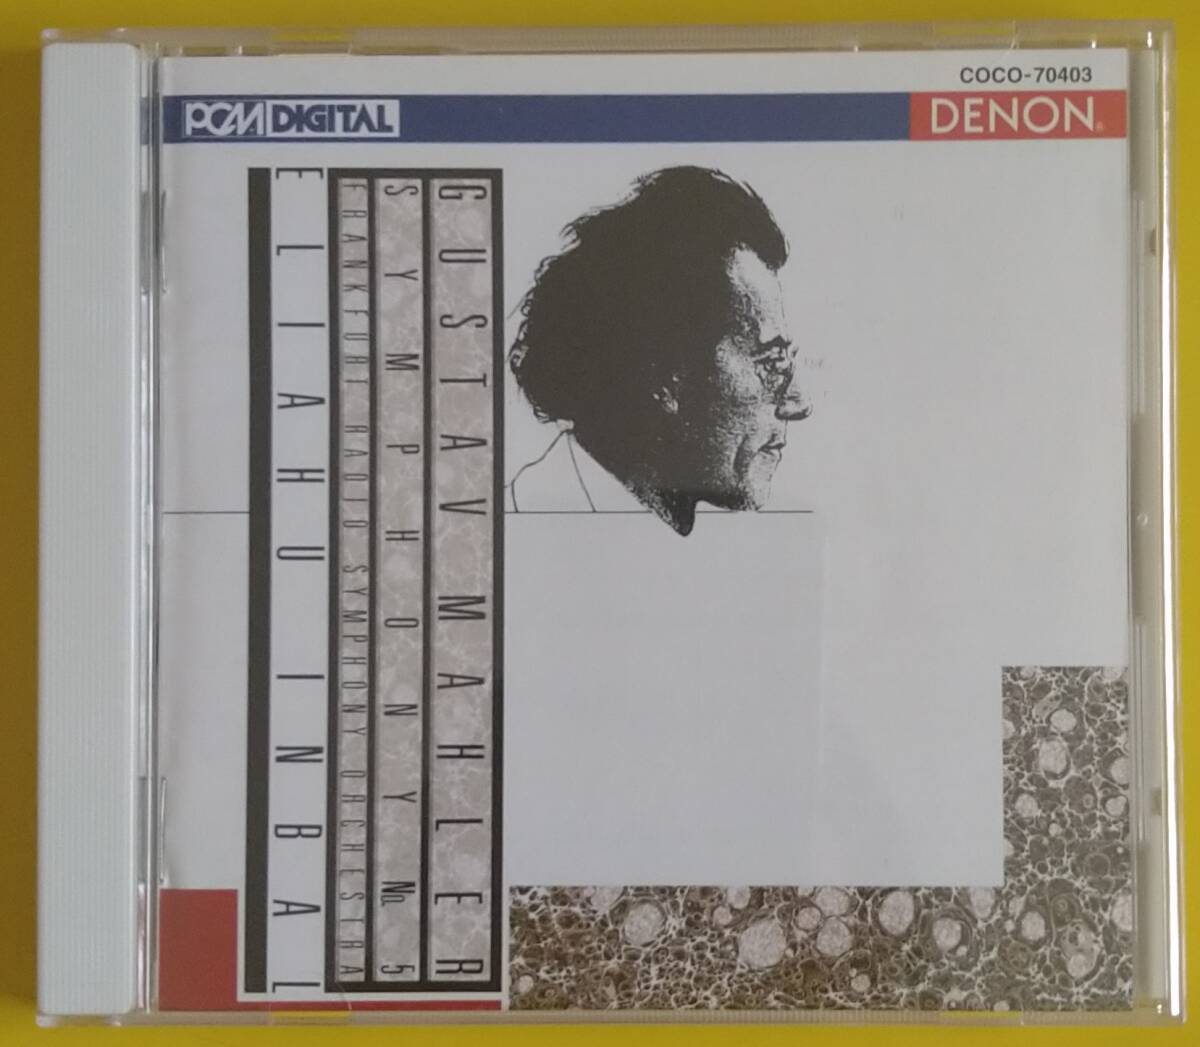 COCO-70403
PCM DIGITAL
DENON®
GUSTAV MAHLER
SYMPHONY No. 5
FRANKFURT RADIO SYMPHONY ORCHESTRA
ELIAHU INBAL